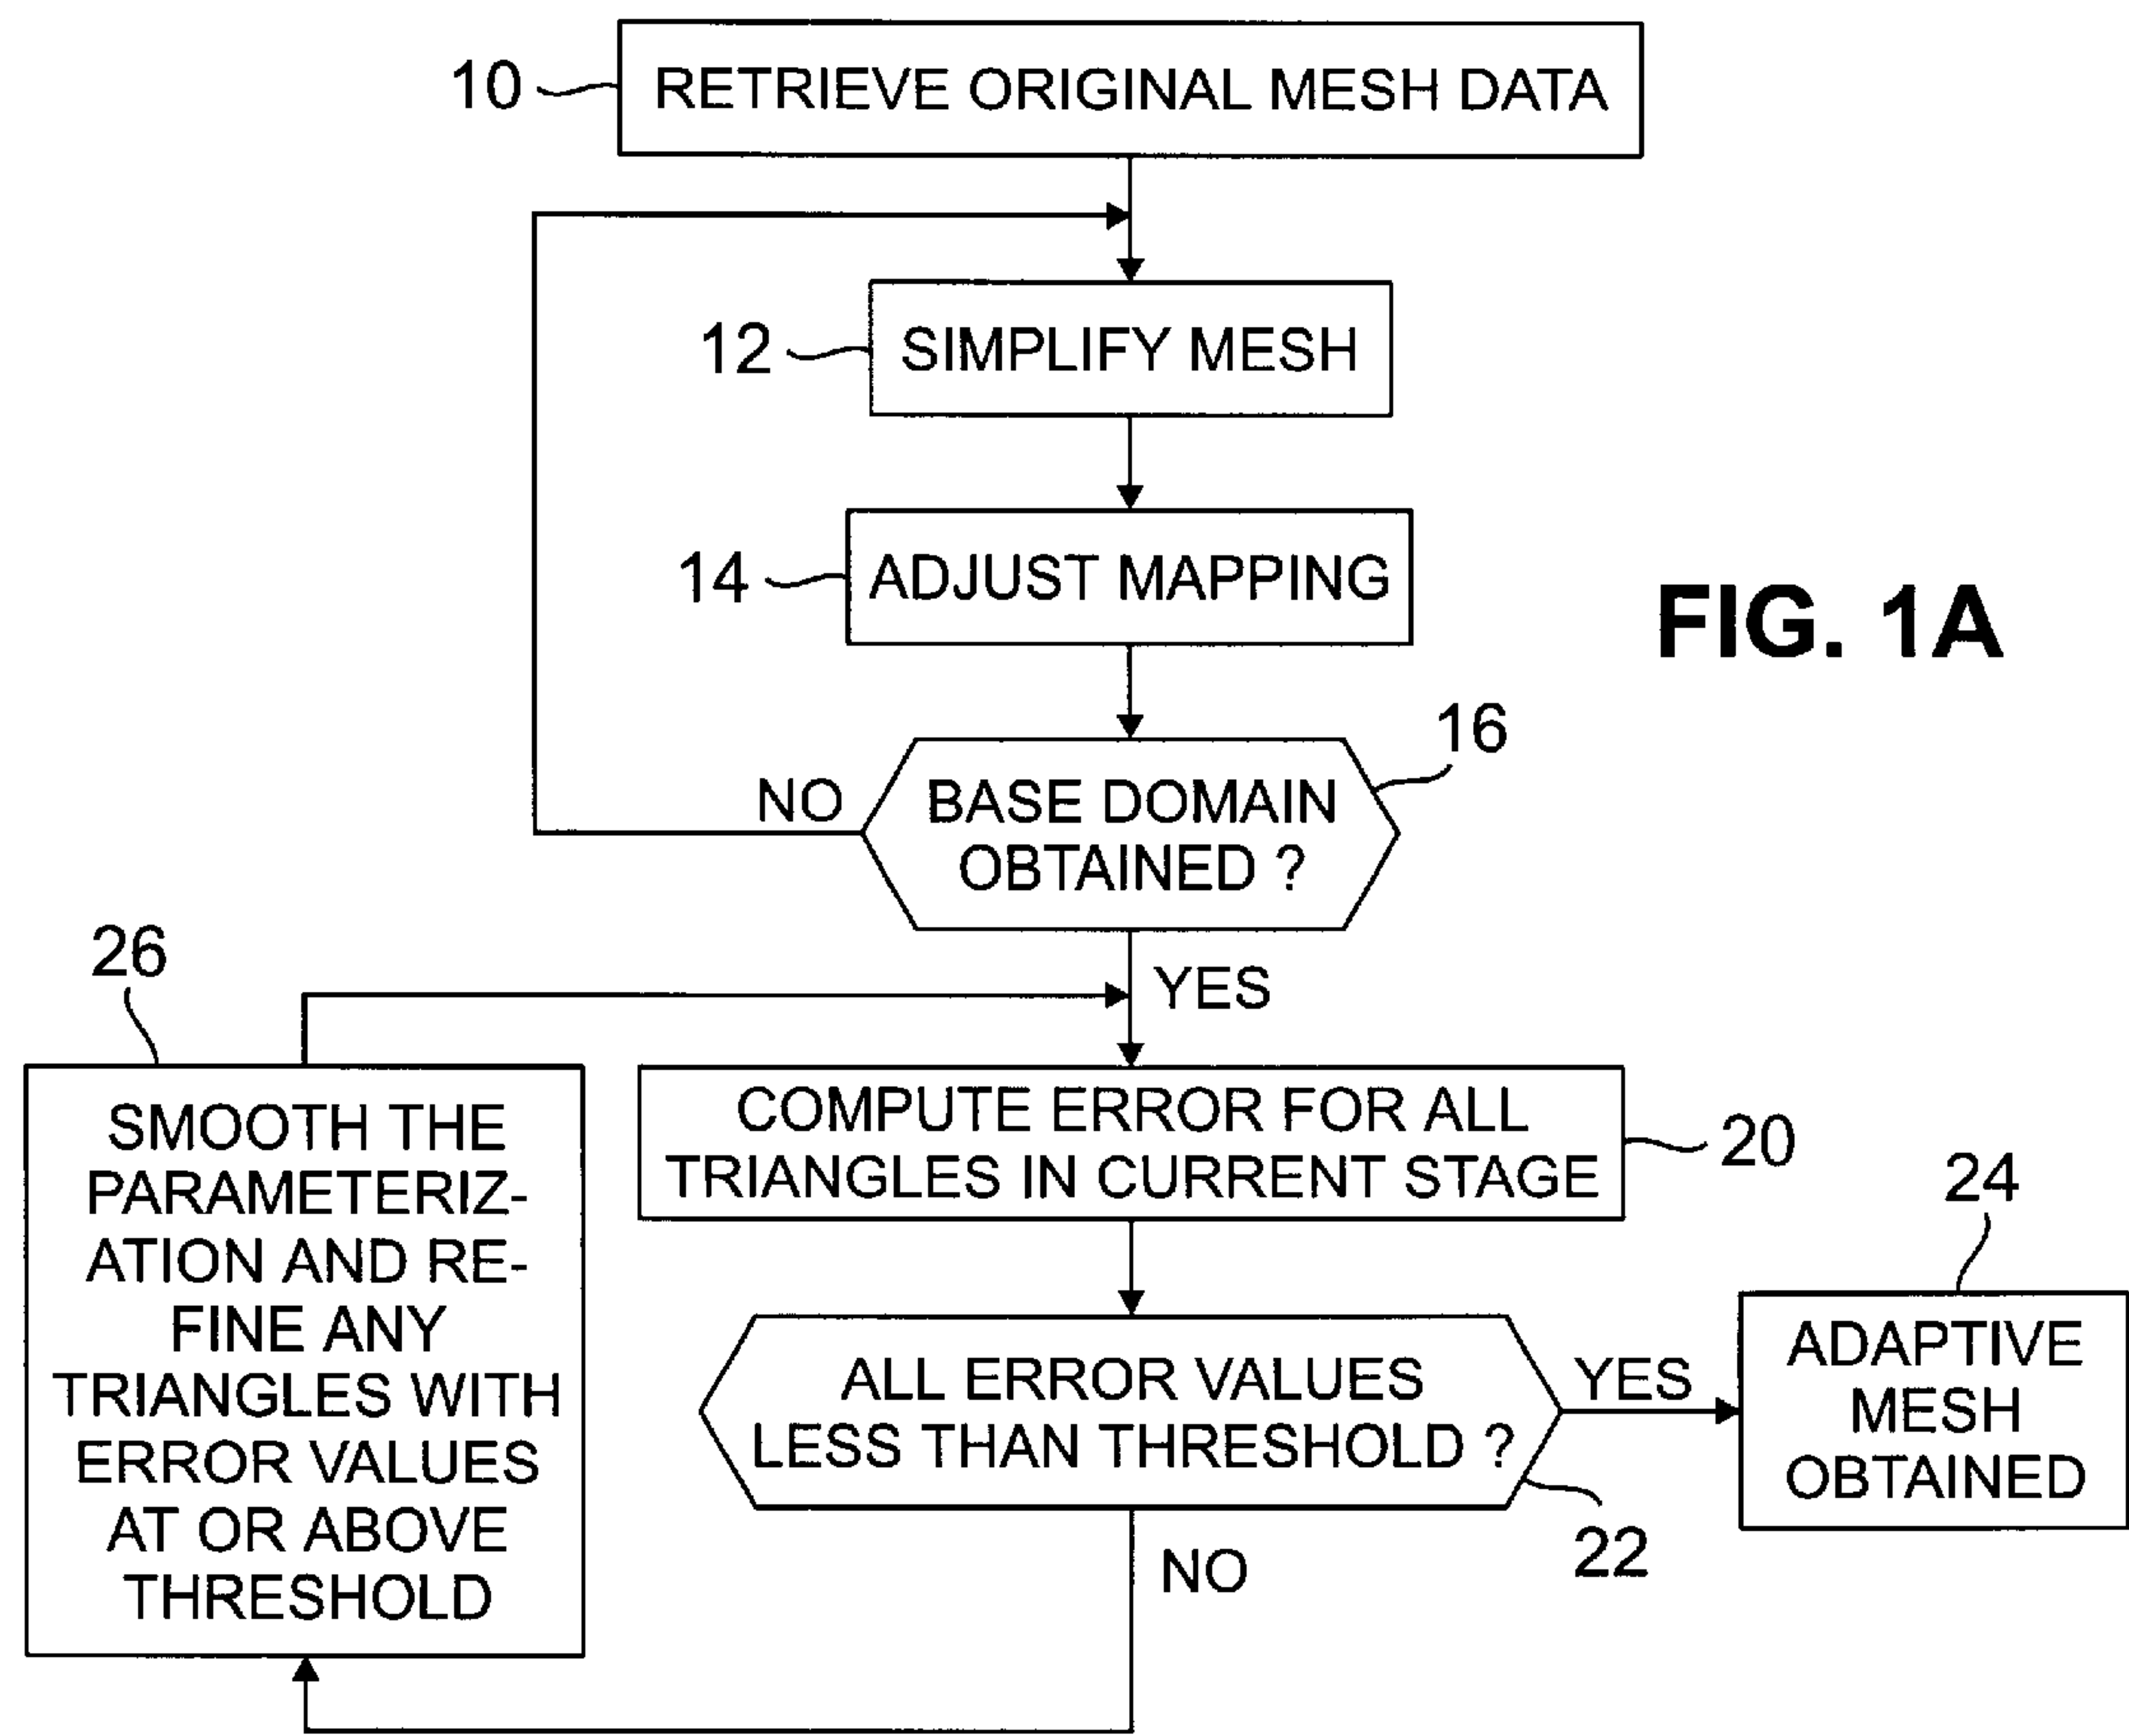 10
RETRIEVE ORIGINAL MESH DATA
12
SIMPLIFY MESH
14
ADJUST MAPPING
FIG. 1A
16
NO
BASE DOMAIN
OBTAINED ?
YES
26
SMOOTH THE
PARAMETERIZ-
ATION AND RE-
FINE ANY
TRIANGLES WITH
ERROR VALUES
AT OR ABOVE
THRESHOLD
COMPUTE ERROR FOR ALL
TRIANGLES IN CURRENT STAGE
20
ALL ERROR VALUES
LESS THAN THRESHOLD ?
22
YES
24
ADAPTIVE
MESH
OBTAINED
NO